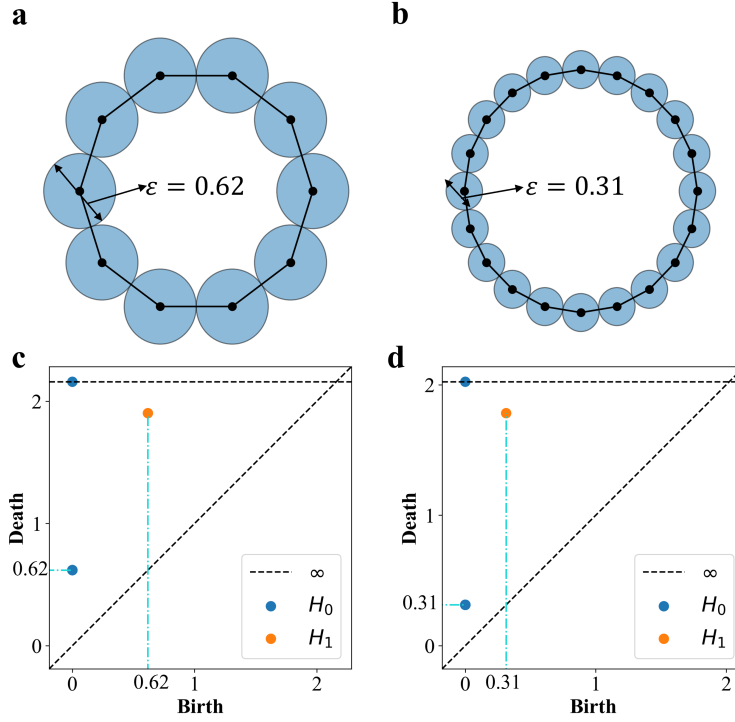 a
b
ε = 0.62
ε = 0.31
c
d
2
1
0.62
0
Death
∞
H₀
H₁
0
0.62
1
2
Birth
2
1
0.31
0
Death
∞
H₀
H₁
0
0.31
1
2
Birth